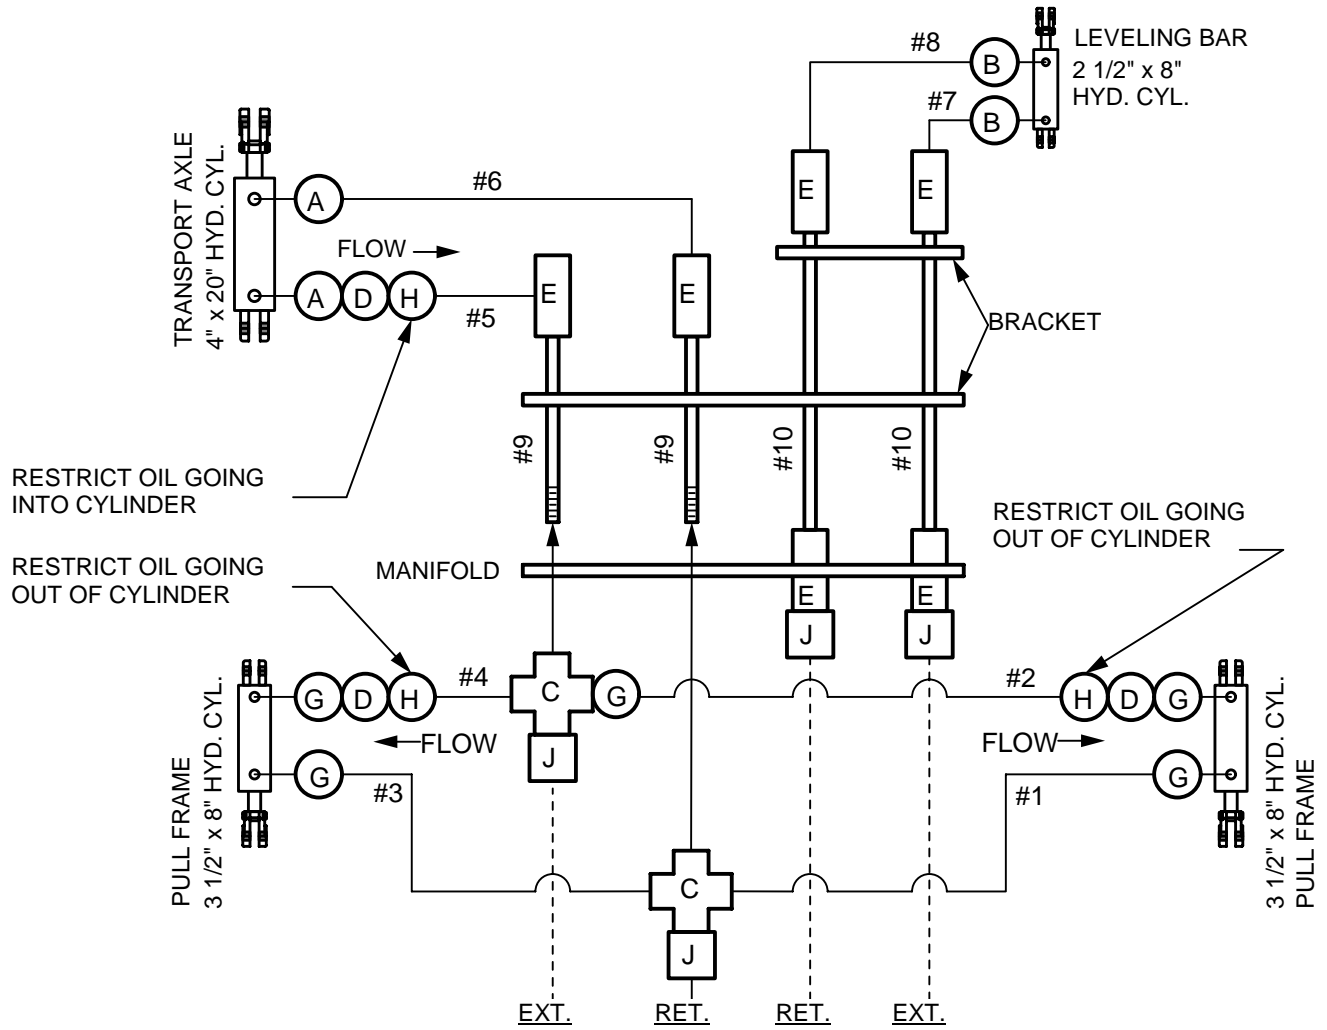 #8
B
LEVELING BAR
2 1/2" x 8"
HYD. CYL.
#7
B
TRANSPORT AXLE
4" x 20" HYD. CYL.
A
#6
E
E
FLOW
A
D
H
#5
E
E
BRACKET
#9
#9
#10
#10
RESTRICT OIL GOING
INTO CYLINDER
RESTRICT OIL GOING
OUT OF CYLINDER
RESTRICT OIL GOING
OUT OF CYLINDER
MANIFOLD
E
E
J
J
PULL FRAME
3 1/2" x 8" HYD. CYL.
G
D
H
#4
C
G
#2
H
D
G
FLOW
J
FLOW
G
#3
#1
G
3 1/2" x 8" HYD. CYL.
PULL FRAME
C
J
EXT.
RET.
RET.
EXT.